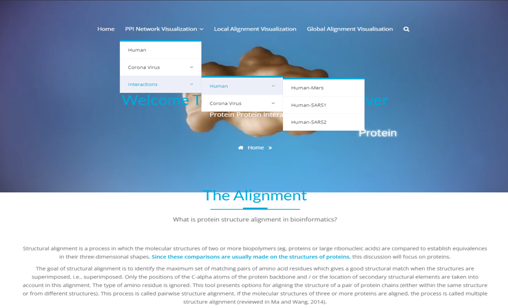 Home PPI Network Visualization Local Alignment Visualization Global Alignment Visualisation
Human
Corona Virus
Interactions
Human
Corona Virus
Human-Mers
Human-SARS1
Human-SARS2
Welcome T ver
Protein Protein Intera
Protein
Home »
The Alignment
What is protein structure alignment in bioinformatics?
Structural alignment is a process in which the molecular structures of two or more biopolymers (eg, proteins or large ribonucleic acids) are compared to establish equivalences
in their three-dimensional shapes. Since these comparisons are usually made on the structures of proteins, this discussion will focus on proteins.
The goal of structural alignment is to identify the maximum set of matching pairs of amino acid residues which gives a good structural match when the structures are
superimposed, i.e., superimposed. Only the positions of the C-alpha atoms of the protein backbone and / or the location of secondary structural elements are taken into
account in this alignment. The type of amino residue is ignored. This tool presents options for aligning the structure of a pair of protein chains (either within the same structure
or from different structures). This process is called pairwise structure alignment. If the molecular structures of three or more proteins are aligned, the process is called multiple
structure alignment (reviewed in Ma and Wang, 2014).